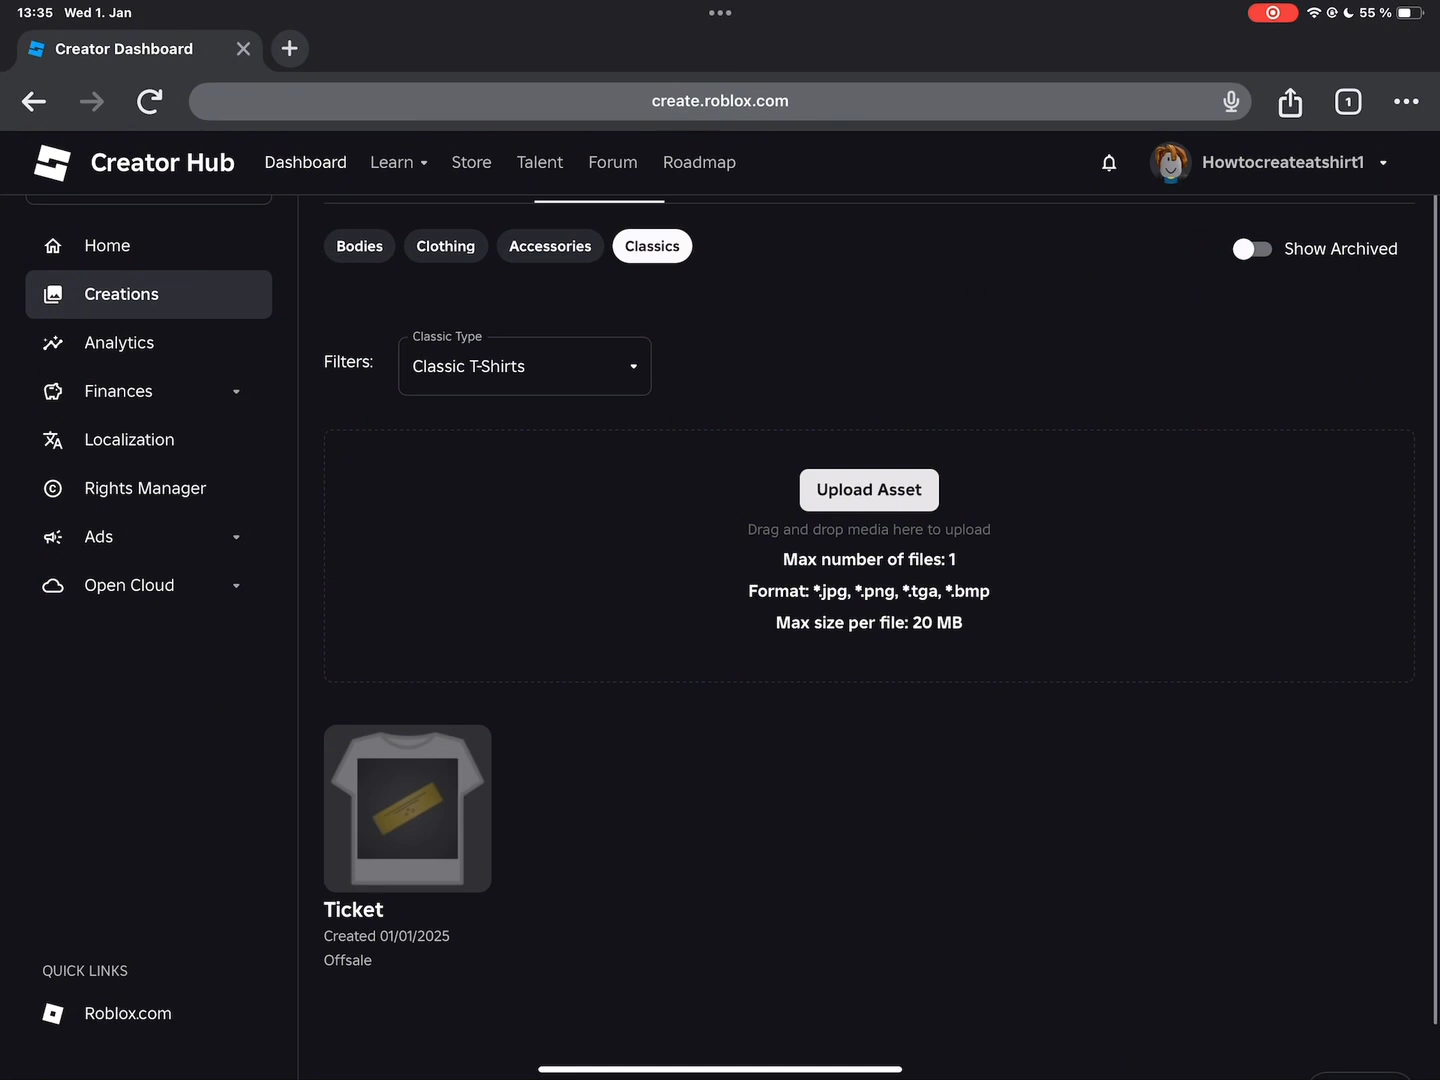 13:35 Wed 1. Jan
55 %
Creator Dashboard
create.roblox.com
1
Creator Hub
Dashboard
Learn
Store
Talent
Forum
Roadmap
Howtocreateatshirt1
Home
Creations
Analytics
Finances
Localization
Rights Manager
Ads
Open Cloud
QUICK LINKS
Roblox.com
Bodies
Clothing
Accessories
Classics
Show Archived
Filters:
Classic Type
Classic T-Shirts
Upload Asset
Drag and drop media here to upload
Max number of files: 1
Format: *.jpg, *.png, *.tga, *.bmp
Max size per file: 20 MB
Ticket
Created 01/01/2025
Offsale